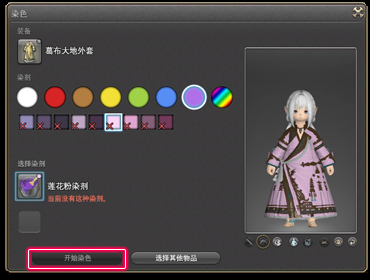 染色
装备
葛布大地外套
染剂
选择染剂
莲花粉染剂
当前没有这种染剂。
开始染色
选择其他物品